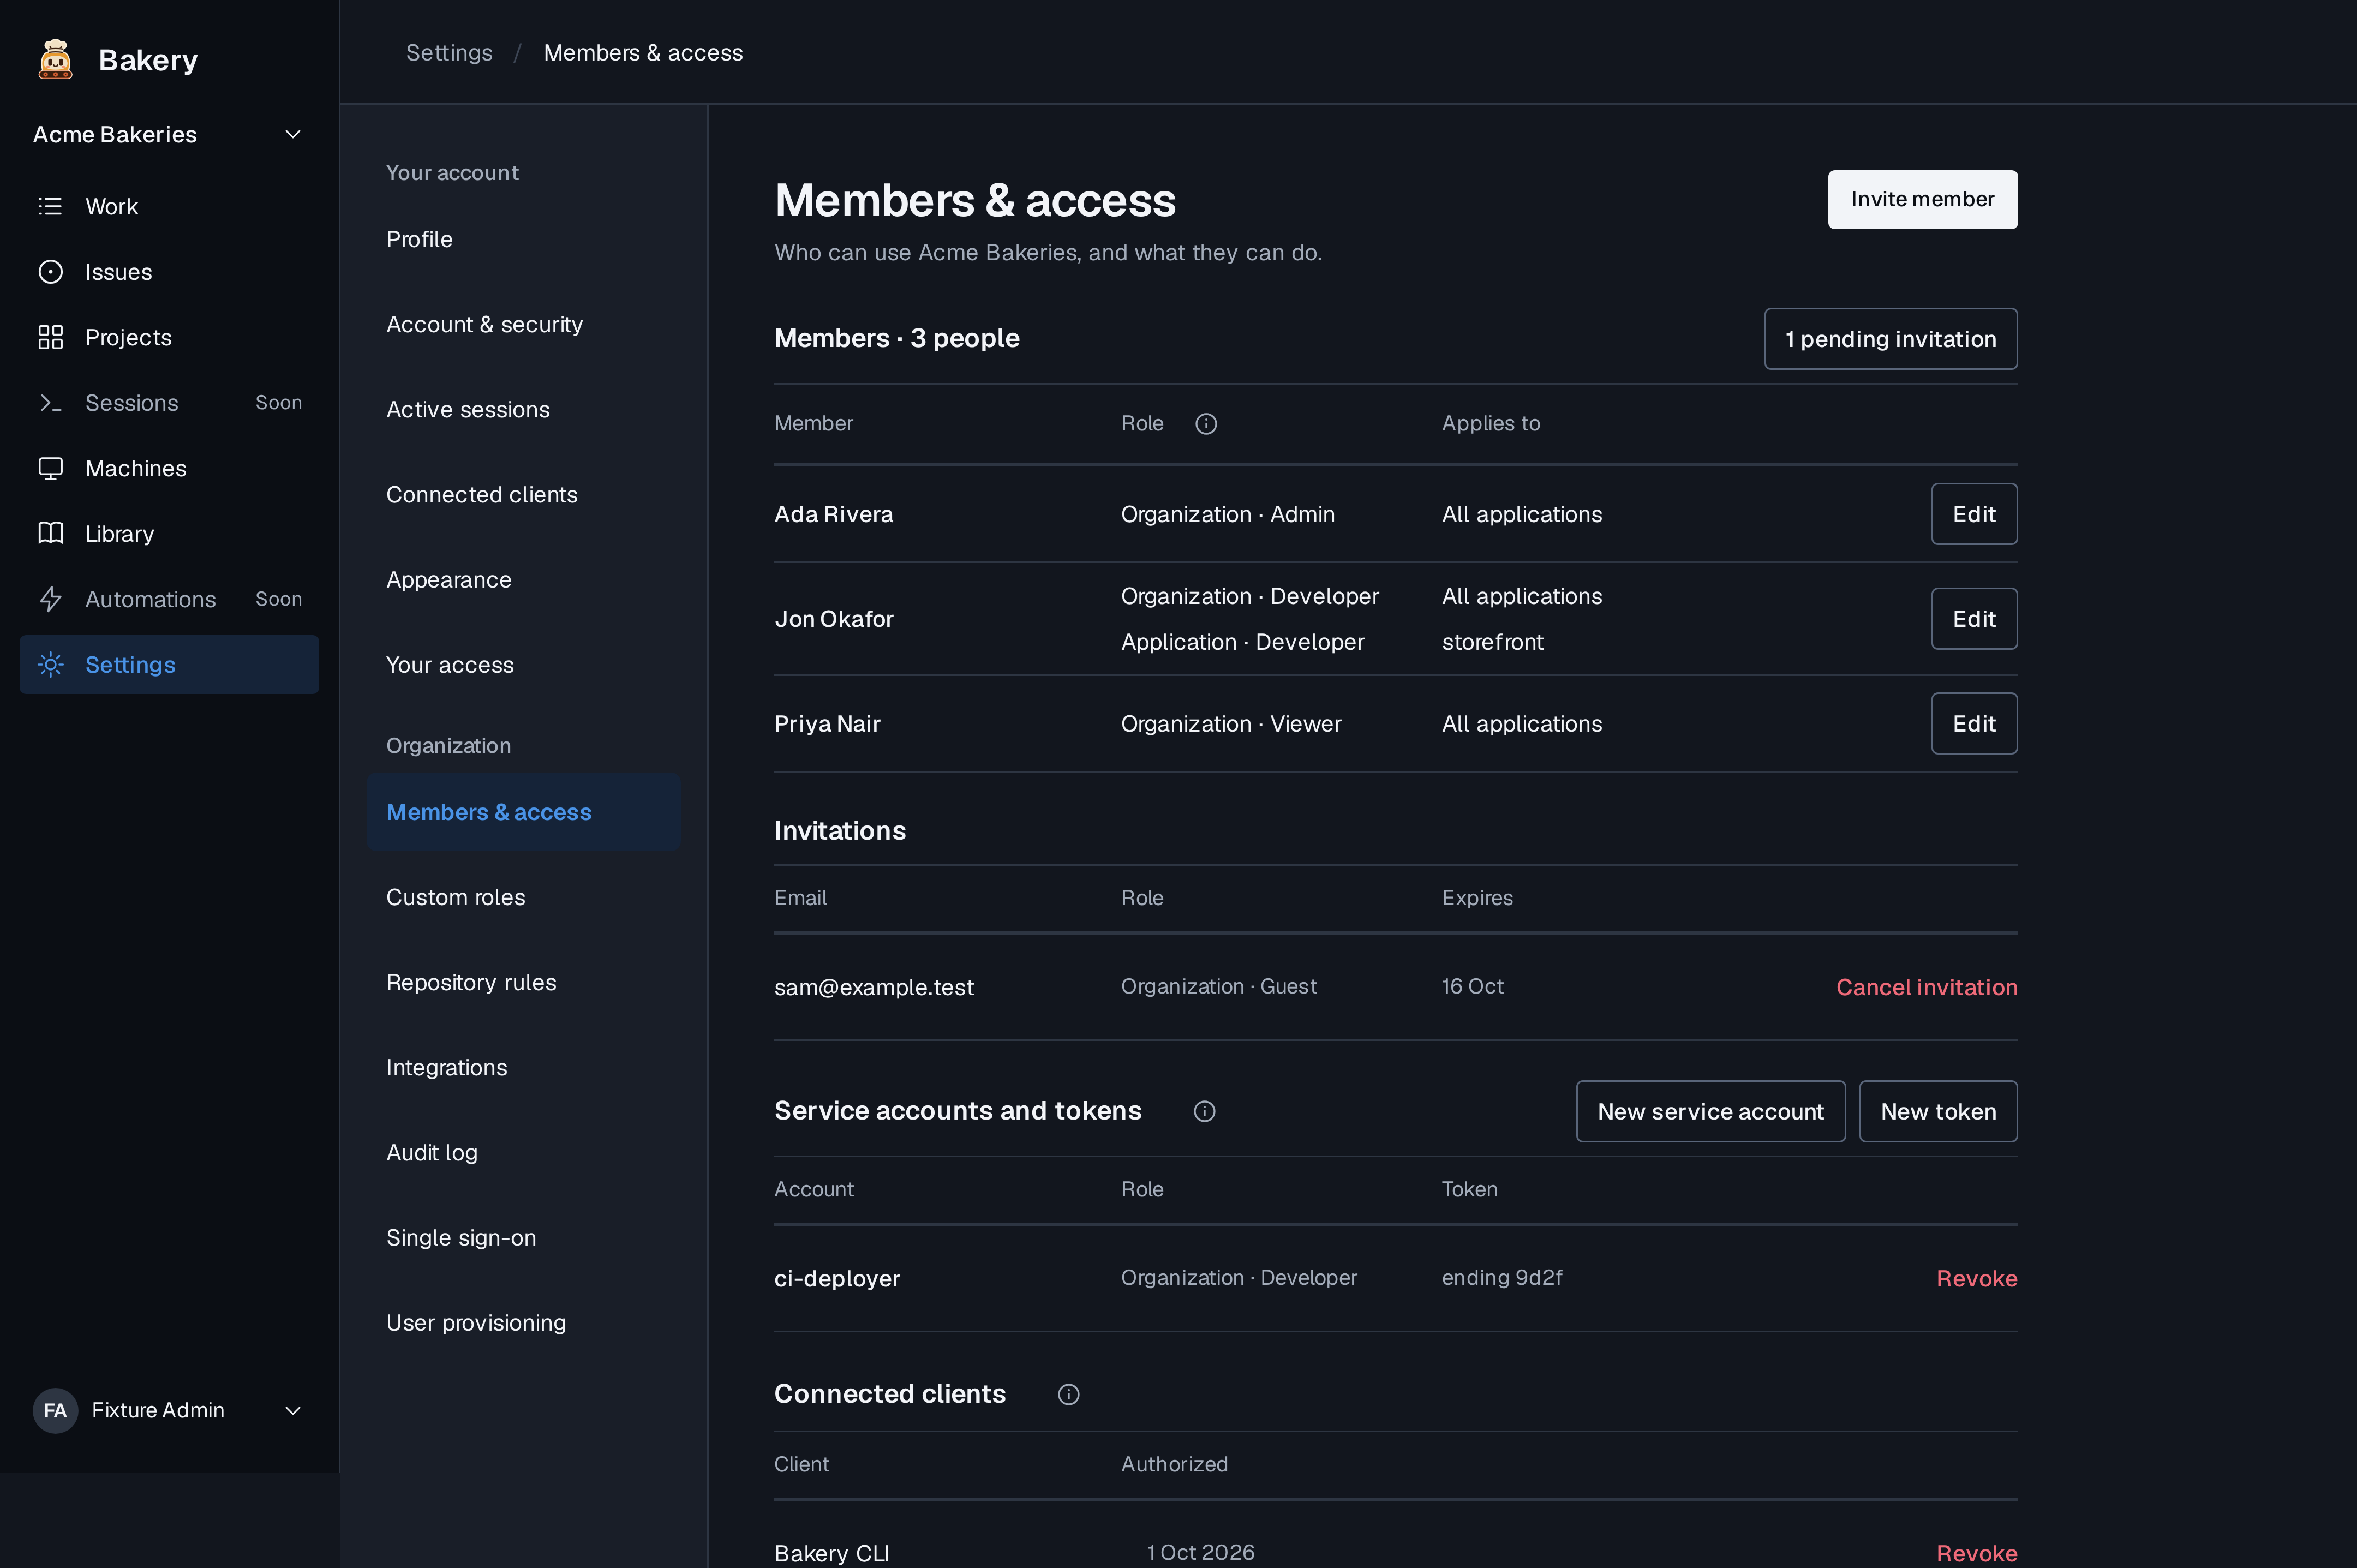 Bakery
Acme Bakeries
Work
Issues
Projects
Sessions Soon
Machines
Library
Automations Soon
Settings
FA Fixture Admin
Settings / Members & access
Your account
Profile
Account & security
Active sessions
Connected clients
Appearance
Your access
Organization
Members & access
Custom roles
Repository rules
Integrations
Audit log
Single sign-on
User provisioning
Members & access
Invite member
Who can use Acme Bakeries, and what they can do.
Members · 3 people
1 pending invitation
Member Role Applies to
Ada Rivera Organization · Admin All applications Edit
Jon Okafor Organization · Developer All applications Edit
Application · Developer storefront
Priya Nair Organization · Viewer All applications Edit
Invitations
Email Role Expires
sam@example.test Organization · Guest 16 Oct Cancel invitation
Service accounts and tokens New service account New token
Account Role Token
ci-deployer Organization · Developer ending 9d2f Revoke
Connected clients
Client Authorized
Bakery CLI 1 Oct 2026 Revoke